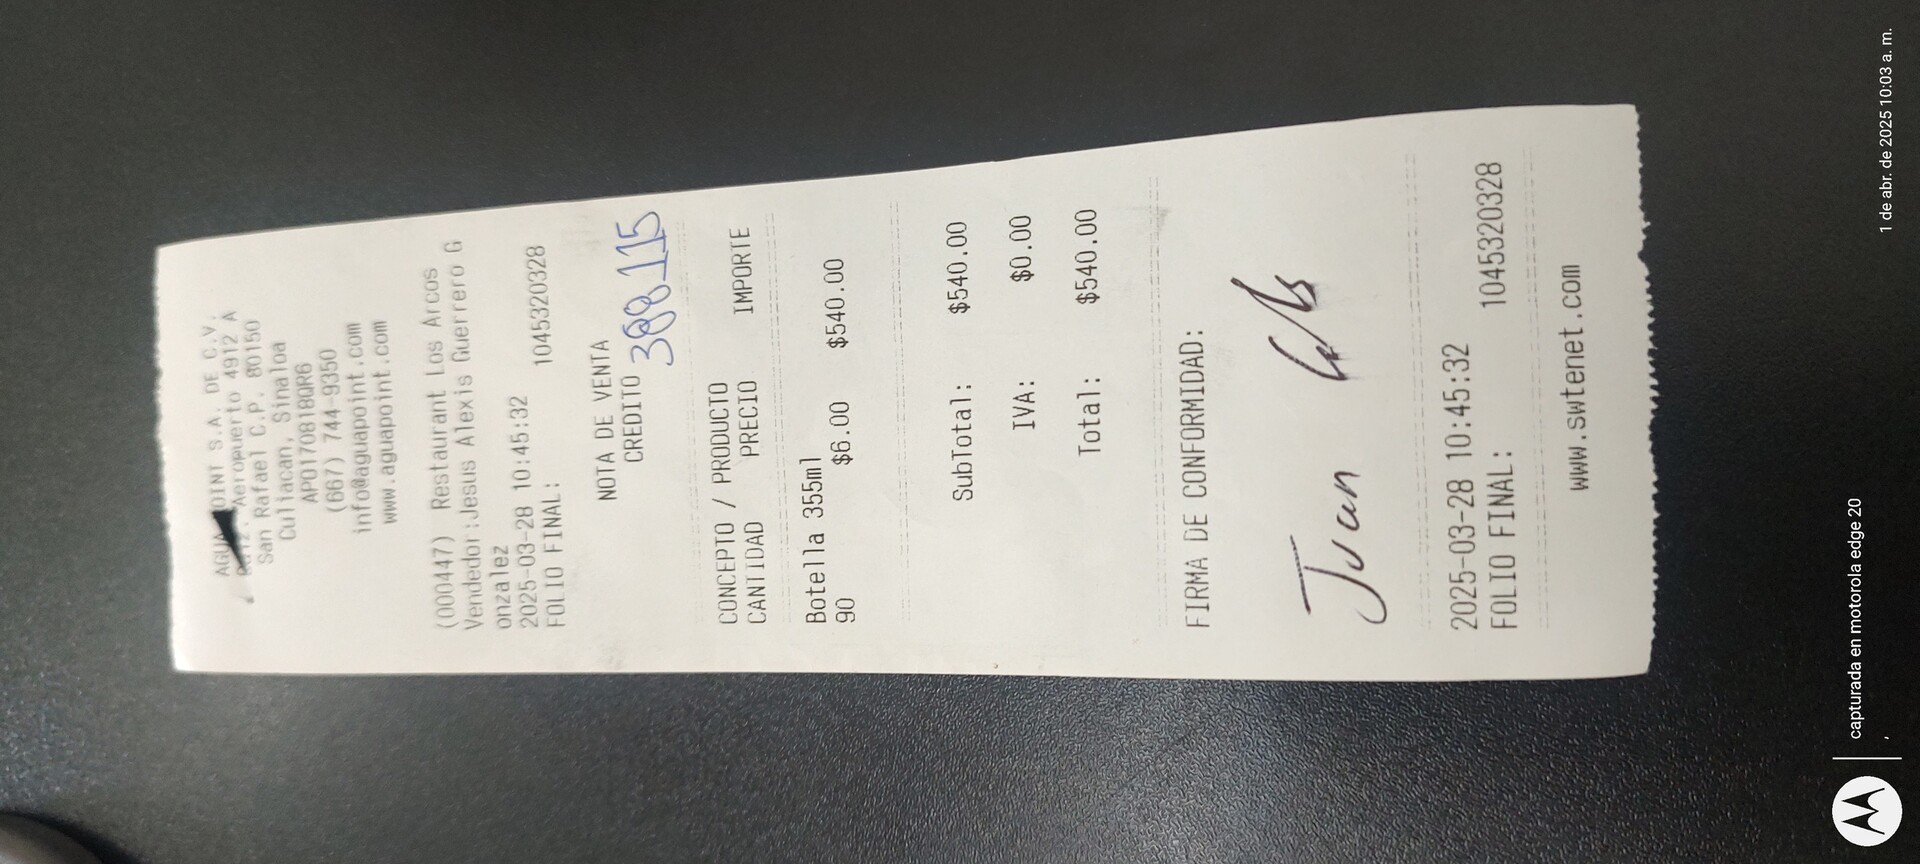 AGUA OINT S.A. DE C.V.
Aeropuerto 4912 A
San Rafael C.P. 80150
Culiacan, Sinaloa
APO170818QR6
(667) 744-9350
info@aguapoint.com
www.aguapoint.com
(000447) Restaurant Los Arcos
Vendedor:Jesus Alexis Guerrero G
onzalez
2025-03-28 10:45:32
FOLIO FINAL: 1045320328
NOTA DE VENTA
CREDITO
388115
CONCEPTO / PRODUCTO
CANTIDAD PRECIO IMPORTE
Botella 355ml
90 $6.00 $540.00
SubTotal: $540.00
IVA: $0.00
Total: $540.00
FIRMA DE CONFORMIDAD:
Juan
2025-03-28 10:45:32
FOLIO FINAL: 1045320328
www.swtenet.com
capturada en motorola edge 20
1 de abr. de 2025 10:03 a. m.